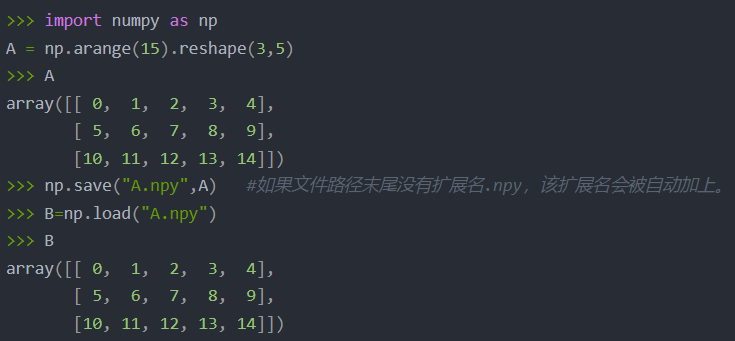 >>> import numpy as np
A = np.arange(15).reshape(3,5)
>>> A
array([[ 0,  1,  2,  3,  4],
       [ 5,  6,  7,  8,  9],
       [10, 11, 12, 13, 14]])
>>> np.save("A.npy",A)   #如果文件路径末尾没有扩展名.npy，该扩展名会被自动加上。
>>> B=np.load("A.npy")
>>> B
array([[ 0,  1,  2,  3,  4],
       [ 5,  6,  7,  8,  9],
       [10, 11, 12, 13, 14]])